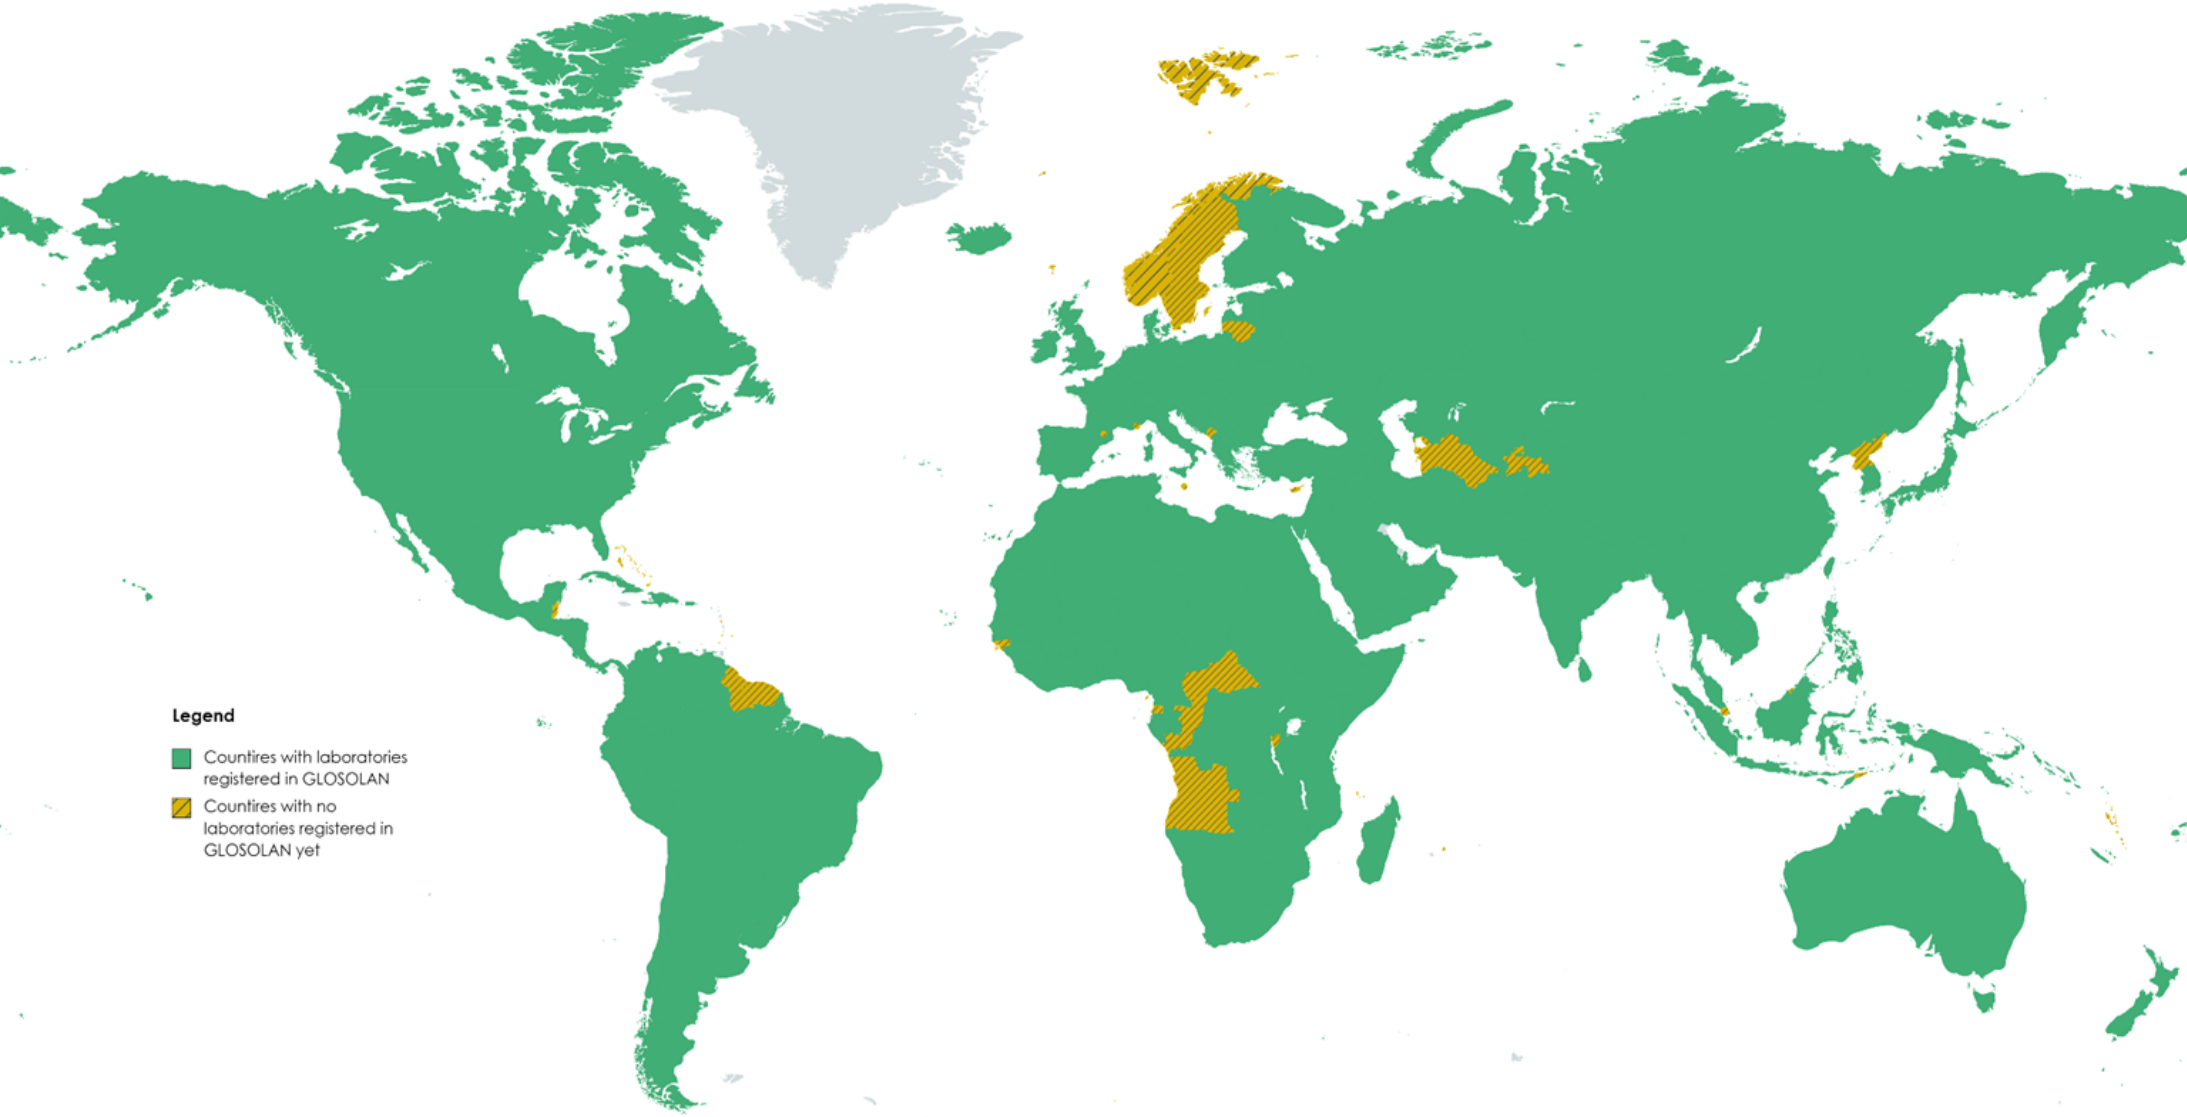 Legend
Countires with laboratories
registered in GLOSOLAN
Countires with no
laboratories registered in
GLOSOLAN yet